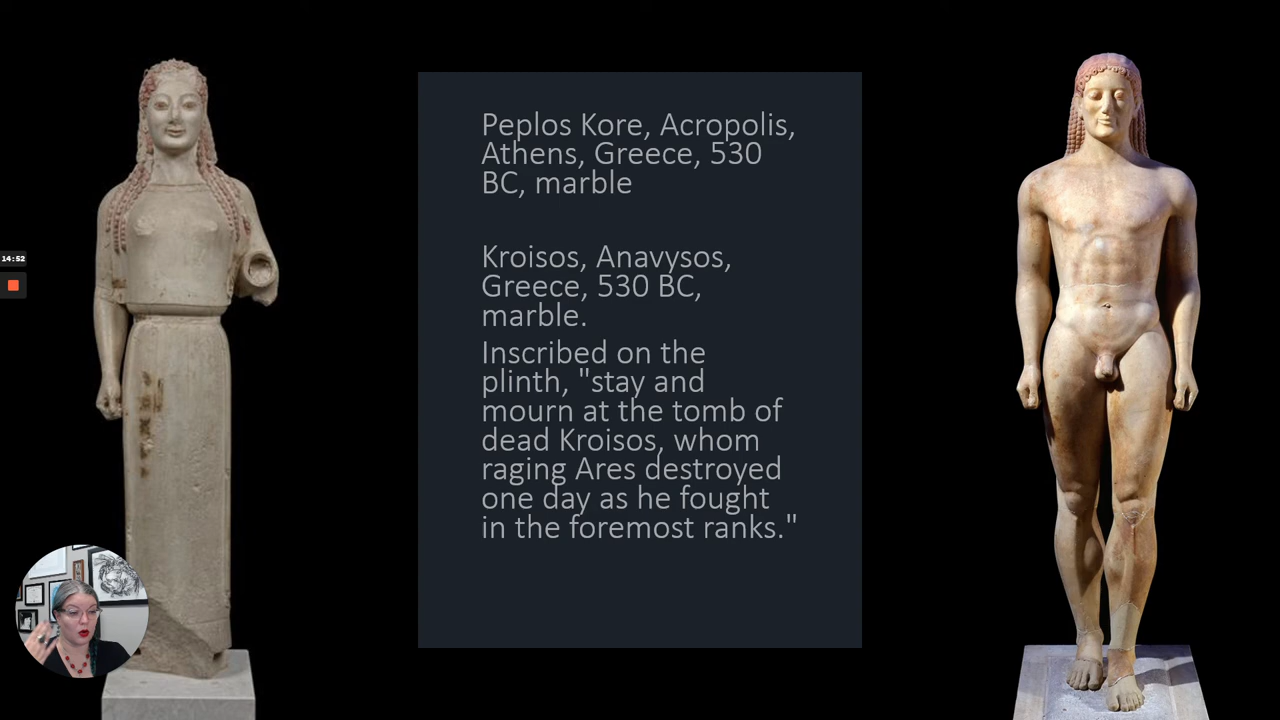 Peplos Kore, Acropolis,
Athens, Greece, 530
BC, marble
Kroisos, Anavysos,
Greece, 530 BC,
marble.
Inscribed on the
plinth, "stay and
mourn at the tomb of
dead Kroisos, whom
raging Ares destroyed
one day as he fought
in the foremost ranks."
14:52